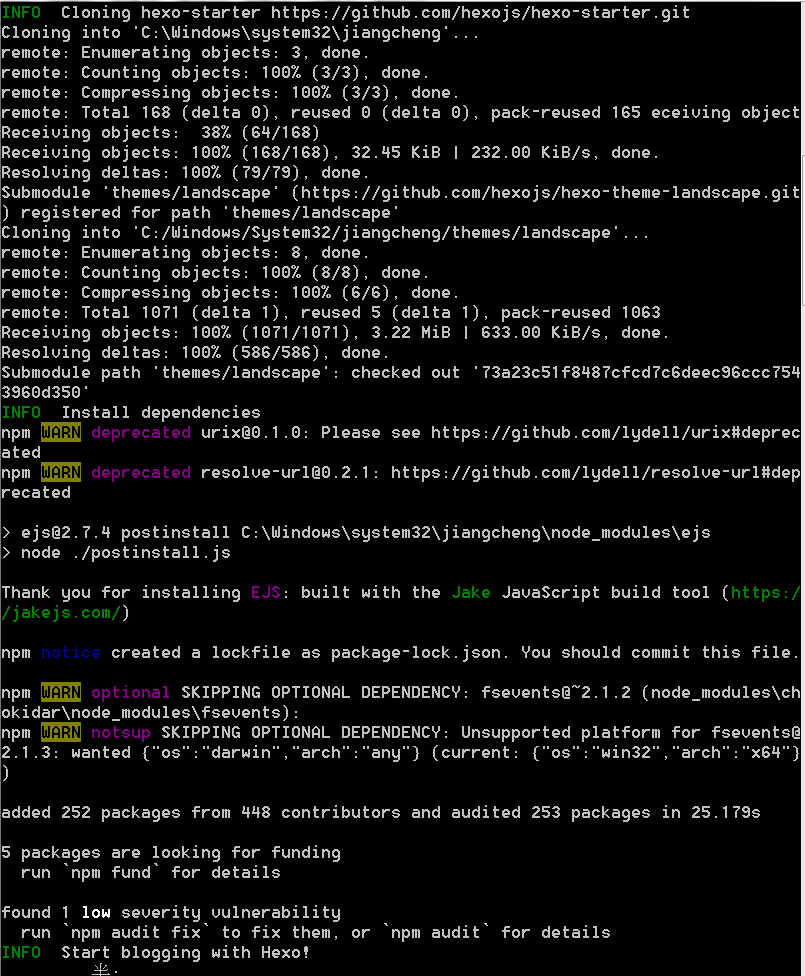 INFO  Cloning hexo-starter https://github.com/hexojs/hexo-starter.git
Cloning into 'C:\Windows\system32\jiangcheng'...
remote: Enumerating objects: 3, done.
remote: Counting objects: 100% (3/3), done.
remote: Compressing objects: 100% (3/3), done.
remote: Total 168 (delta 0), reused 0 (delta 0), pack-reused 165 eceiving object
Receiving objects:  38% (64/168)
Receiving objects: 100% (168/168), 32.45 KiB | 232.00 KiB/s, done.
Resolving deltas: 100% (79/79), done.
Submodule 'themes/landscape' (https://github.com/hexojs/hexo-theme-landscape.git
) registered for path 'themes/landscape'
Cloning into 'C:/Windows/System32/jiangcheng/themes/landscape'...
remote: Enumerating objects: 8, done.
remote: Counting objects: 100% (8/8), done.
remote: Compressing objects: 100% (6/6), done.
remote: Total 1071 (delta 1), reused 5 (delta 1), pack-reused 1063
Receiving objects: 100% (1071/1071), 3.22 MiB | 633.00 KiB/s, done.
Resolving deltas: 100% (586/586), done.
Submodule path 'themes/landscape': checked out '73a23c51f8487cfcd7c6deec96ccc754
3960d350'
INFO  Install dependencies
npm WARN deprecated urix@0.1.0: Please see https://github.com/lydell/urix#deprec
ated
npm WARN deprecated resolve-url@0.2.1: https://github.com/lydell/resolve-url#dep
recated
> ejs@2.7.4 postinstall C:\Windows\system32\jiangcheng\node_modules\ejs
> node ./postinstall.js
Thank you for installing EJS: built with the Jake JavaScript build tool (https:/
/jakejs.com/)
npm notice created a lockfile as package-lock.json. You should commit this file.
npm WARN optional SKIPPING OPTIONAL DEPENDENCY: fsevents@~2.1.2 (node_modules\ch
okidar\node_modules\fsevents):
npm WARN notsup SKIPPING OPTIONAL DEPENDENCY: Unsupported platform for fsevents@
2.1.3: wanted {"os":"darwin","arch":"any"} (current: {"os":"win32","arch":"x64"}
)
added 252 packages from 448 contributors and audited 253 packages in 25.179s
5 packages are looking for funding
  run `npm fund` for details
found 1 low severity vulnerability
  run `npm audit fix` to fix them, or `npm audit` for details
INFO  Start blogging with Hexo!